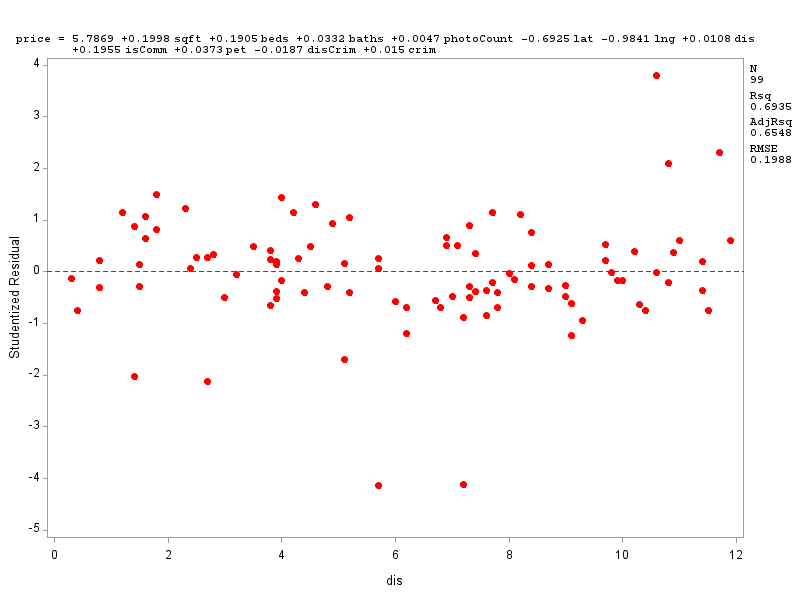 price = 5.7869 +0.1998 sqft +0.1905 beds +0.0332 baths +0.0047 photoCount -0.6925 lat -0.9841 lng +0.0108 dis
+0.1955 isComm +0.0373 pet -0.0187 disCrim +0.015 crim
N
99
Rsq
0.6935
AdjRsq
0.6548
RMSE
0.1988
4
3
2
1
0
-1
-2
-3
-4
-5
Studentized Residual
0 2 4 6 8 10 12
dis